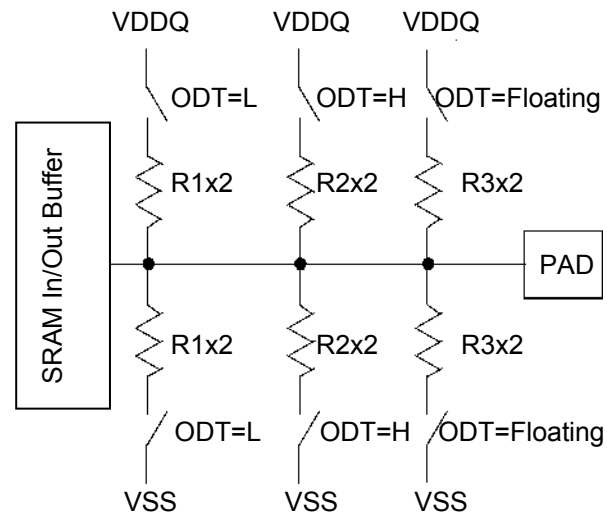 VDDQ VDDQ VDDQ
ODT=L ODT=H ODT=Floating
R1x2 R2x2 R3x2
SRAM In/Out Buffer
PAD
R1x2 R2x2 R3x2
ODT=L ODT=H ODT=Floating
VSS VSS VSS